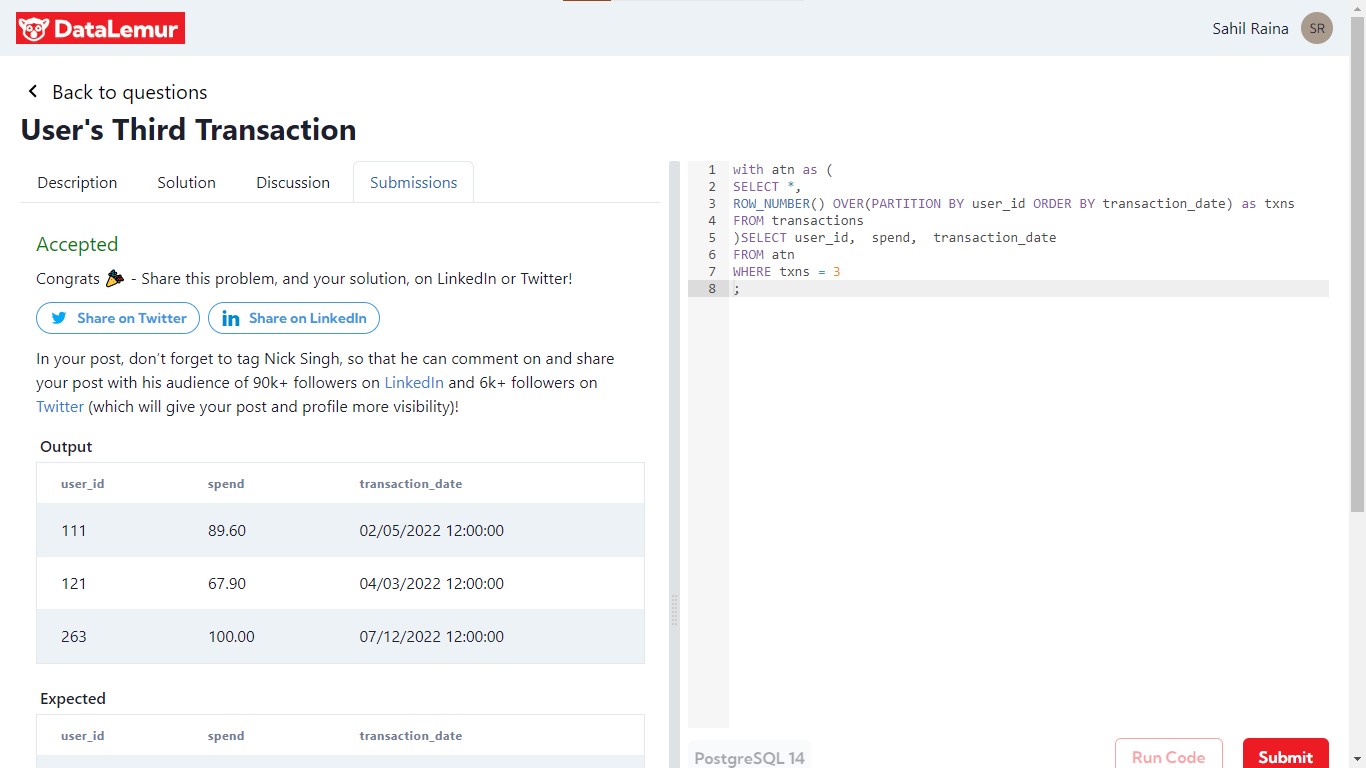 DataLemur
Sahil Raina SR
Back to questions
User's Third Transaction
Description Solution Discussion Submissions
Accepted
Congrats 🎉 - Share this problem, and your solution, on LinkedIn or Twitter!
Share on Twitter Share on LinkedIn
In your post, don't forget to tag Nick Singh, so that he can comment on and share
your post with his audience of 90k+ followers on LinkedIn and 6k+ followers on
Twitter (which will give your post and profile more visibility)!
Output
user_id spend transaction_date
111 89.60 02/05/2022 12:00:00
121 67.90 04/03/2022 12:00:00
263 100.00 07/12/2022 12:00:00
Expected
user_id spend transaction_date
1 with atn as (
2 SELECT *,
3 ROW_NUMBER() OVER(PARTITION BY user_id ORDER BY transaction_date) as txns
4 FROM transactions
5 )SELECT user_id,  spend,  transaction_date
6 FROM atn
7 WHERE txns = 3
8 ;
PostgreSQL 14 Run Code Submit